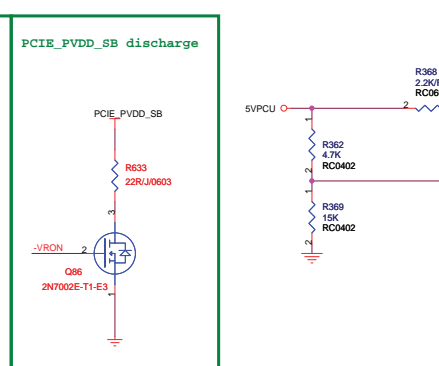 PCIE_PVDD_SB discharge
PCIE_PVDD_SB
R633
22R/J/0603
3
-VRON
2
Q86
2N7002E-T1-E3
1
R368
2.2K/
RC06
5VPCU
2
1
R362
4.7K
RC0402
2
1
R369
15K
RC0402
2